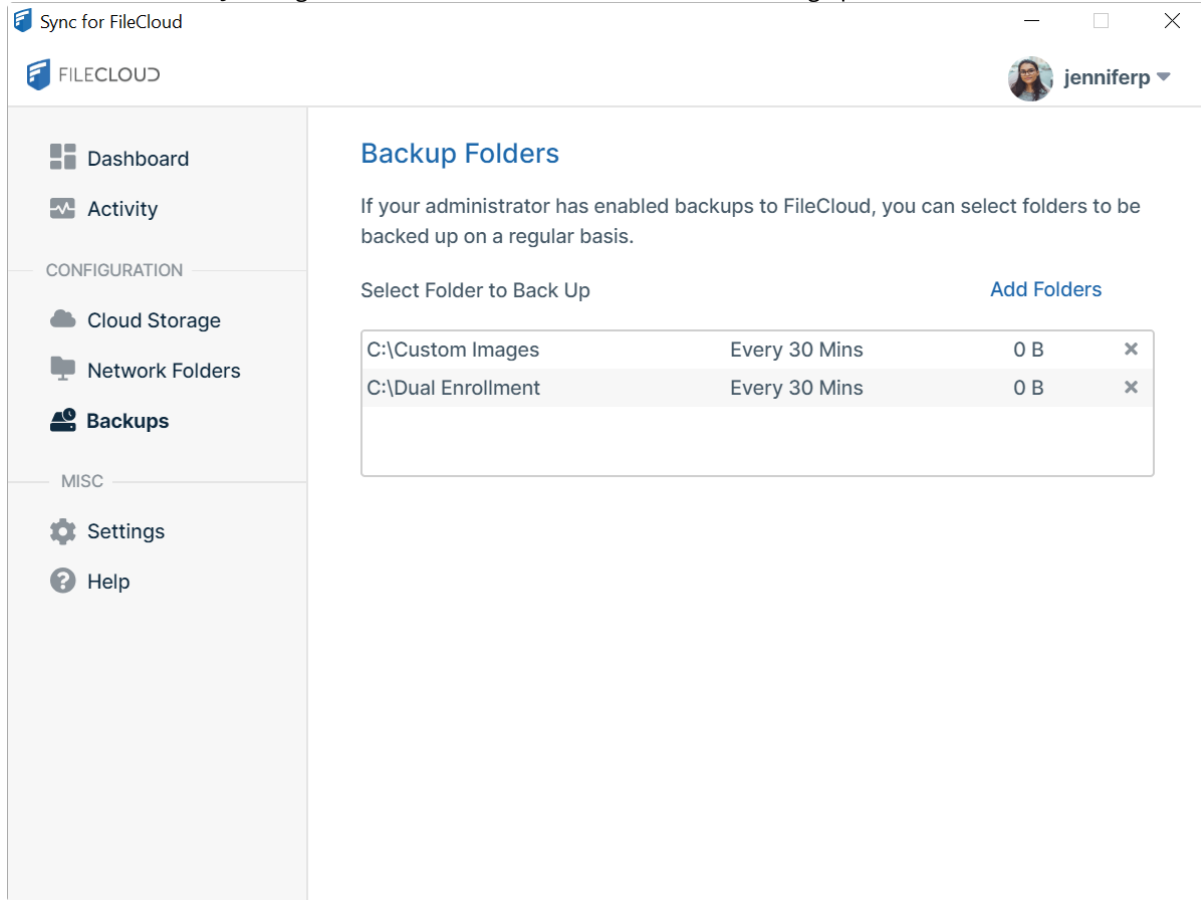 Sync for FileCloud
FILECLOUD
jenniferp
Dashboard
Activity
CONFIGURATION
Cloud Storage
Network Folders
Backups
MISC
Settings
Help
Backup Folders
If your administrator has enabled backups to FileCloud, you can select folders to be
backed up on a regular basis.
Select Folder to Back Up Add Folders
C:\Custom Images Every 30 Mins 0 B
C:\Dual Enrollment Every 30 Mins 0 B